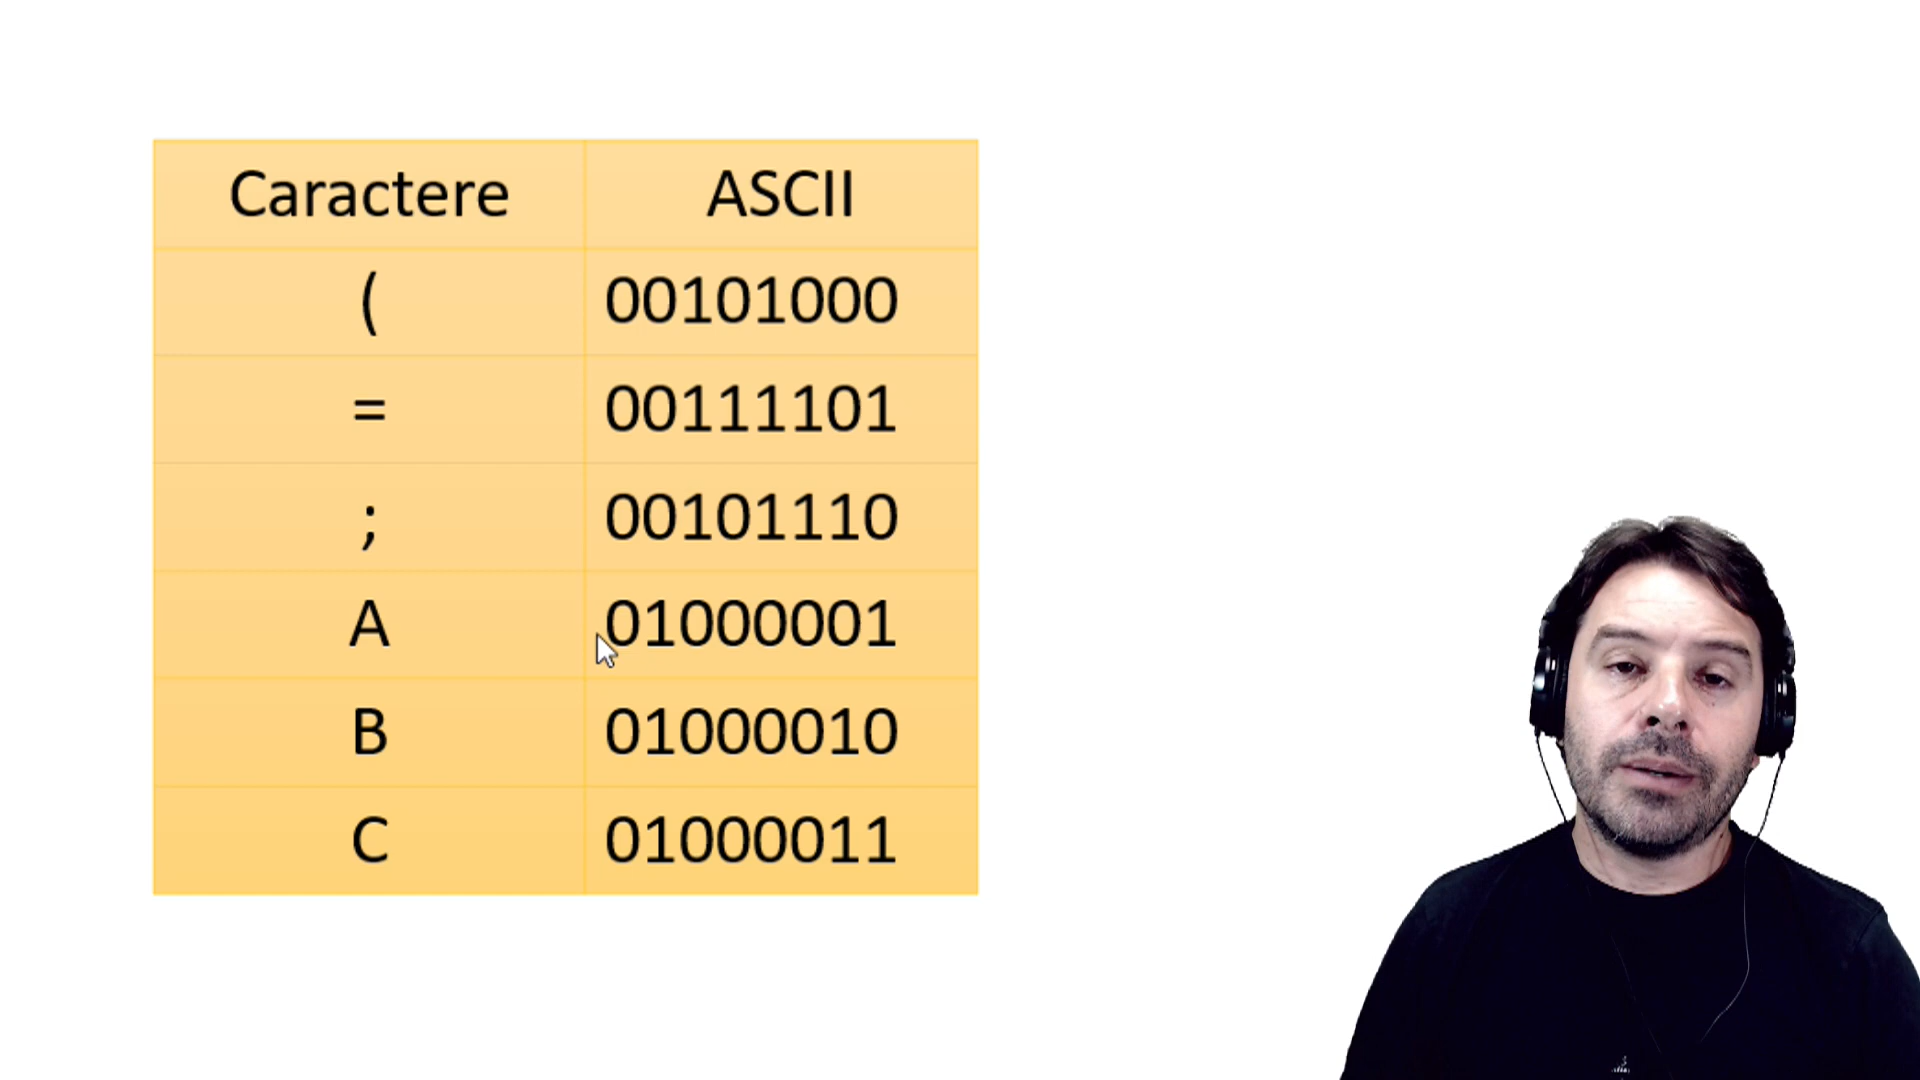 Caractere ASCII
( 00101000
= 00111101
; 00101110
A 01000001
B 01000010
C 01000011